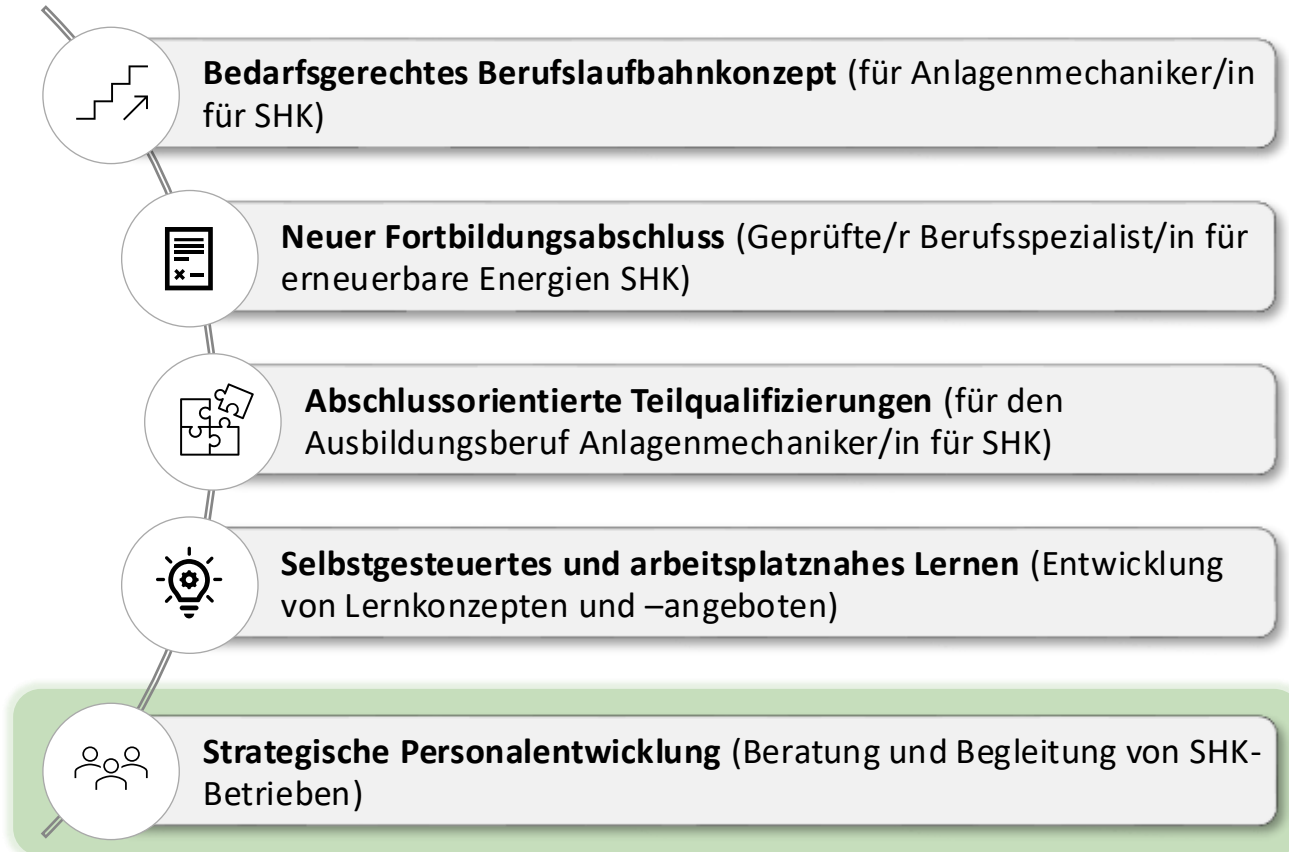 Bedarfsgerechtes Berufslaufbahnkonzept (für Anlagenmechaniker/in
für SHK)
Neuer Fortbildungsabschluss (Geprüfte/r Berufsspezialist/in für
erneuerbare Energien SHK)
Abschlussorientierte Teilqualifizierungen (für den
Ausbildungsberuf Anlagenmechaniker/in für SHK)
Selbstgesteuertes und arbeitsplatznahes Lernen (Entwicklung
von Lernkonzepten und –angeboten)
Strategische Personalentwicklung (Beratung und Begleitung von SHK-
Betrieben)